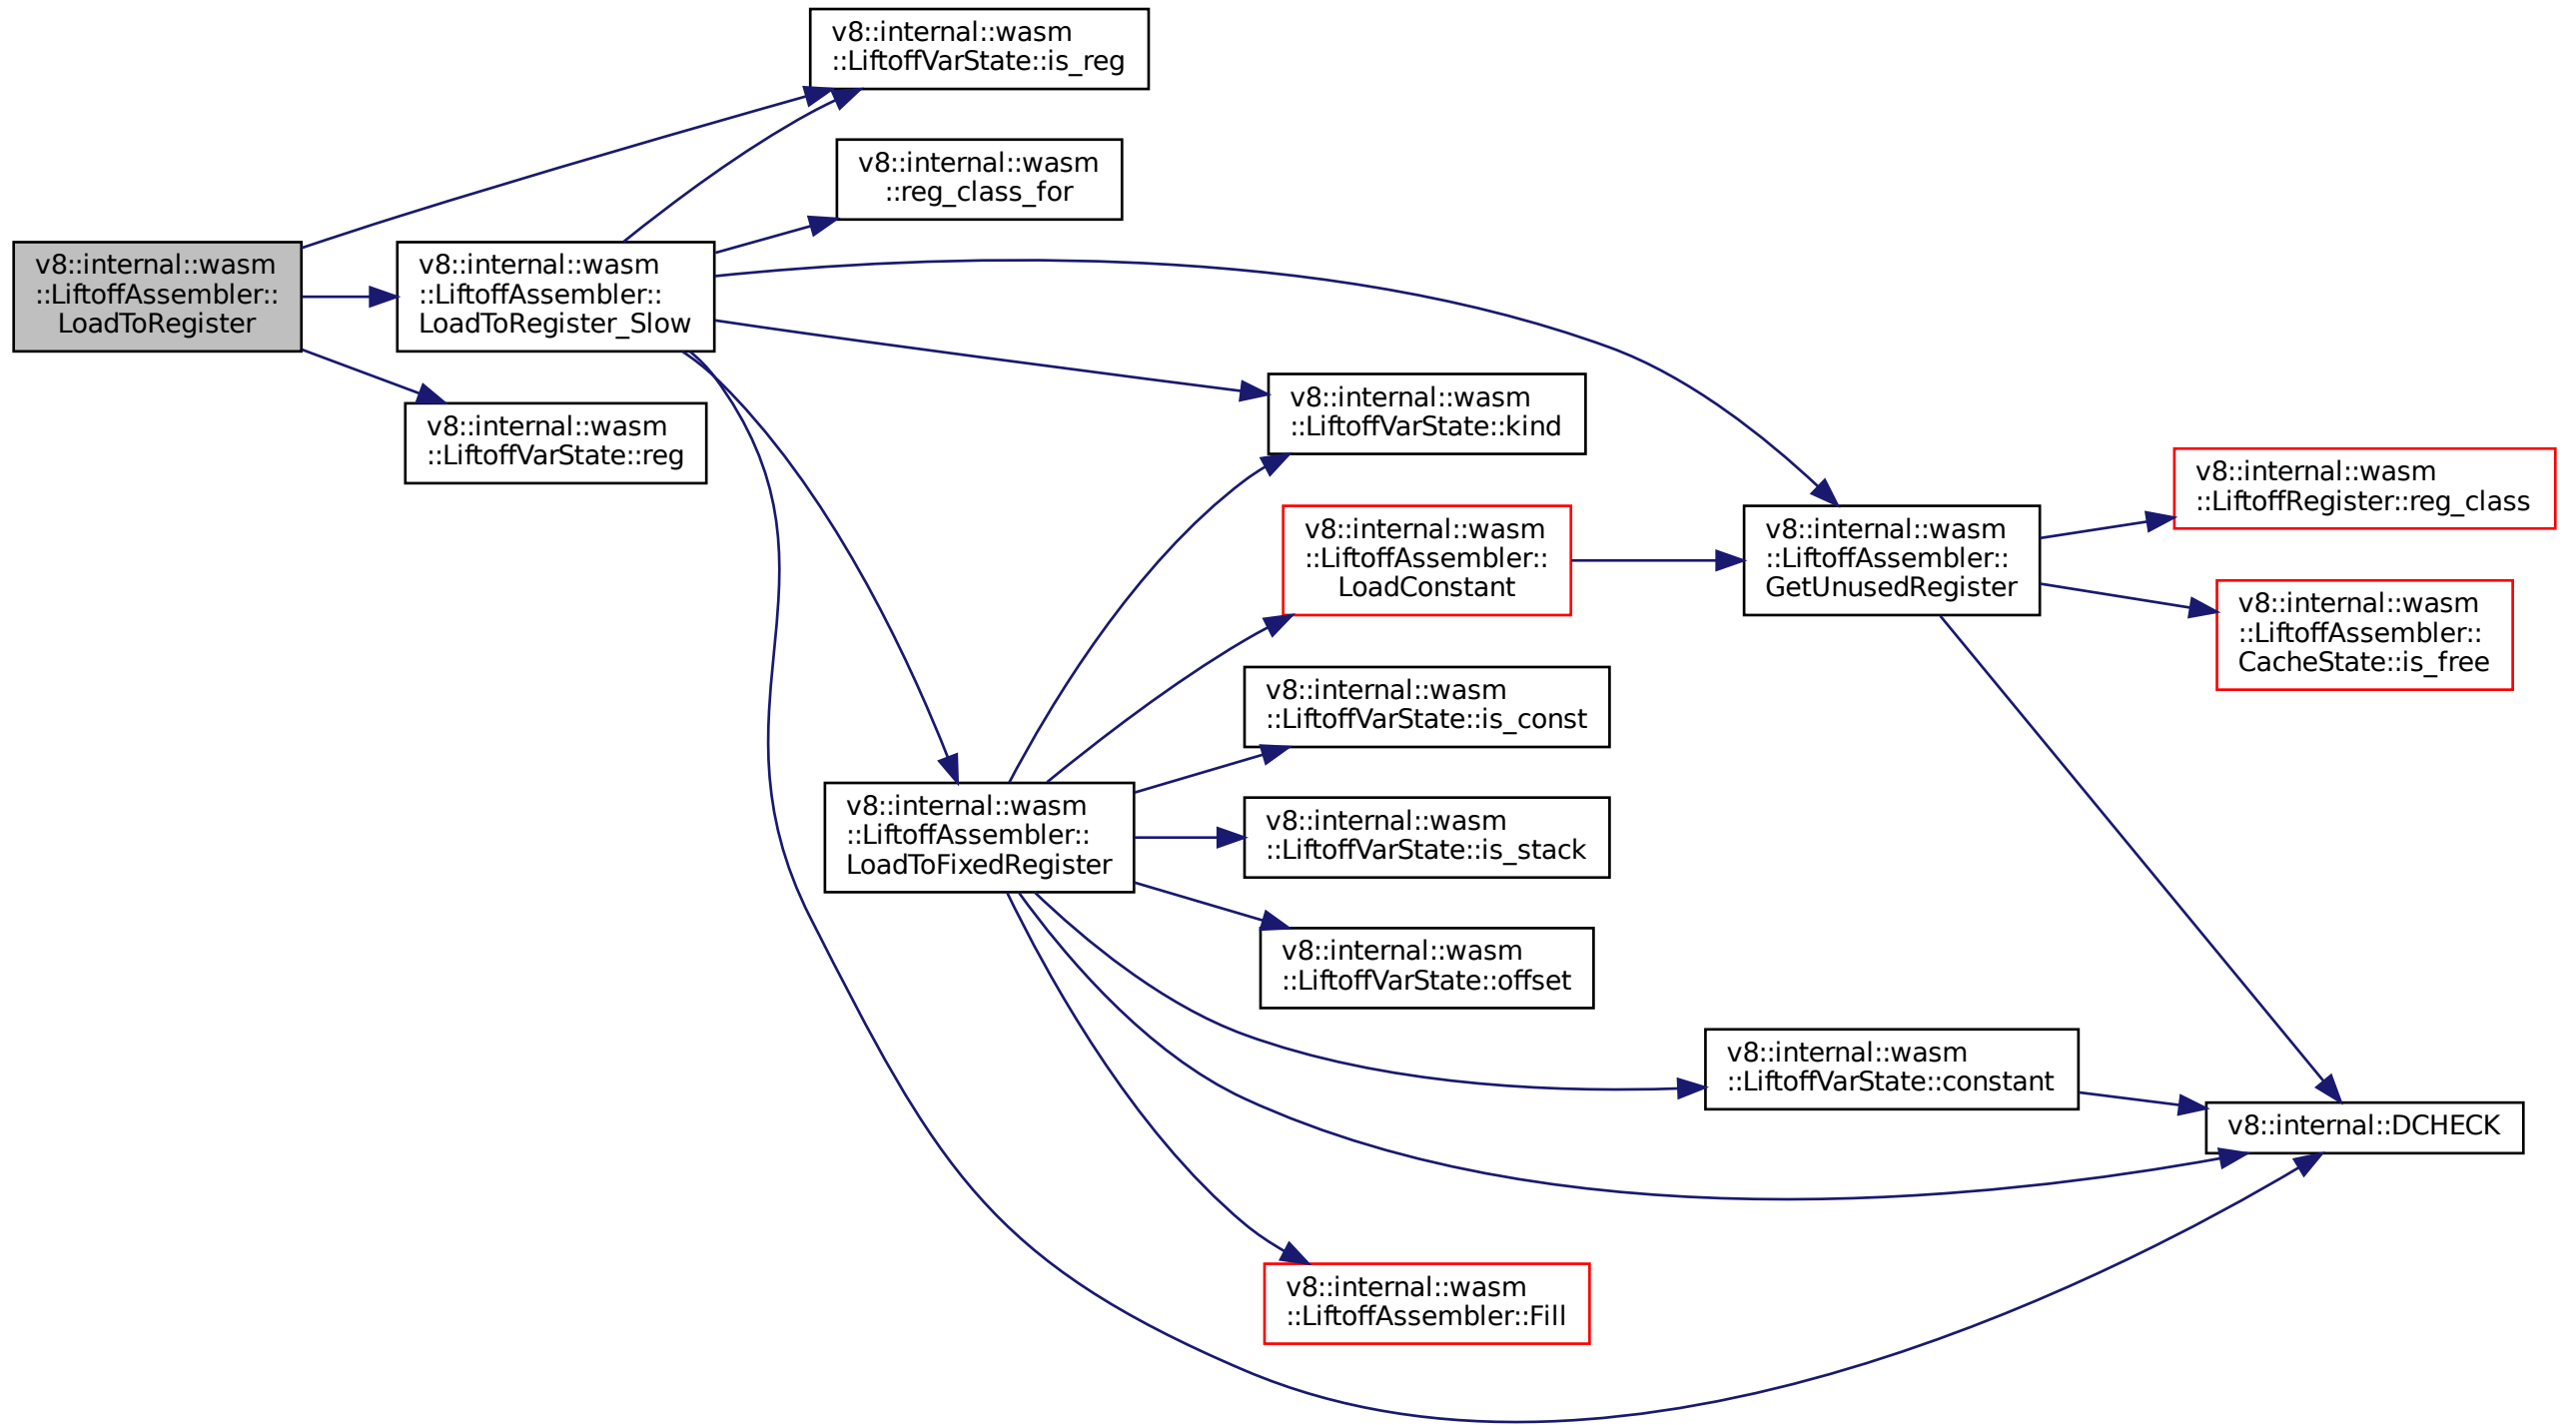 v8::internal::wasm
::LiftoffAssembler::
LoadToRegister
v8::internal::wasm
::LiftoffVarState::is_reg
v8::internal::wasm
::LiftoffAssembler::
LoadToRegister_Slow
v8::internal::wasm
::LiftoffVarState::reg
v8::internal::wasm
::reg_class_for
v8::internal::wasm
::LiftoffVarState::kind
v8::internal::wasm
::LiftoffAssembler::
LoadConstant
v8::internal::wasm
::LiftoffAssembler::
GetUnusedRegister
v8::internal::wasm
::LiftoffRegister::reg_class
v8::internal::wasm
::LiftoffAssembler::
CacheState::is_free
v8::internal::wasm
::LiftoffAssembler::
LoadToFixedRegister
v8::internal::wasm
::LiftoffVarState::is_const
v8::internal::wasm
::LiftoffVarState::is_stack
v8::internal::wasm
::LiftoffVarState::offset
v8::internal::wasm
::LiftoffVarState::constant
v8::internal::DCHECK
v8::internal::wasm
::LiftoffAssembler::Fill